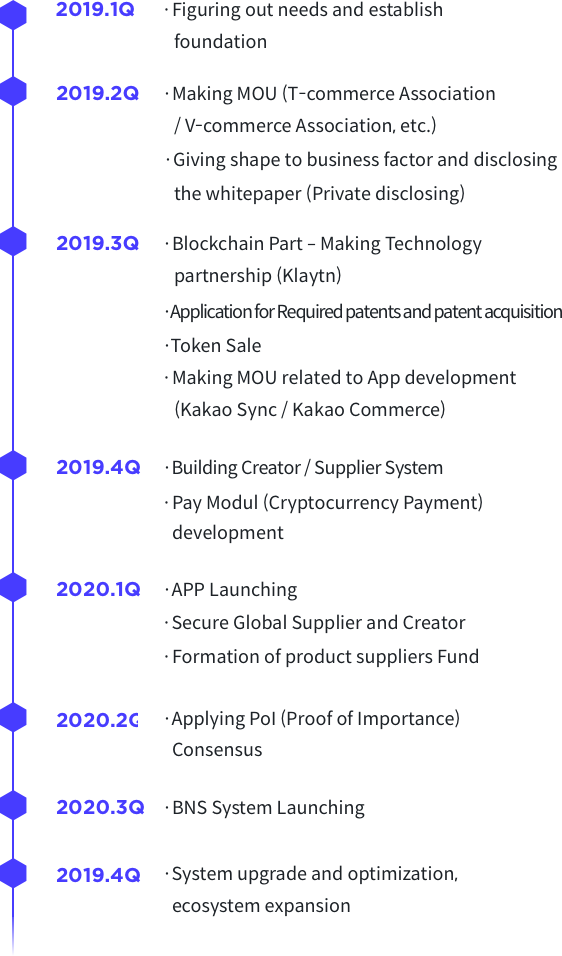 2019.1Q · Figuring out needs and establish
foundation
2019.2Q · Making MOU (T-commerce Association
/ V-commerce Association, etc.)
· Giving shape to business factor and disclosing
the whitepaper (Private disclosing)
2019.3Q · Blockchain Part – Making Technology
partnership (Klaytn)
· Application for Required patents and patent acquisition
· Token Sale
· Making MOU related to App development
(Kakao Sync / Kakao Commerce)
2019.4Q · Building Creator / Supplier System
· Pay Modul (Cryptocurrency Payment)
development
2020.1Q · APP Launching
· Secure Global Supplier and Creator
· Formation of product suppliers Fund
2020.2Q · Applying PoI (Proof of Importance)
Consensus
2020.3Q · BNS System Launching
2019.4Q · System upgrade and optimization,
ecosystem expansion